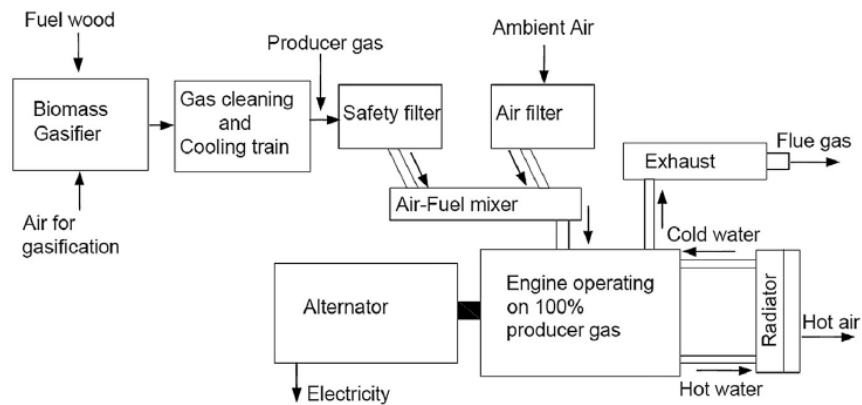 Fuel wood
Producer gas
Ambient Air
Biomass
Gasifier
Gas cleaning
and
Cooling train
Safety filter
Air filter
Exhaust
Flue gas
Air for
gasification
Air-Fuel mixer
Cold water
Alternator
Engine operating
on 100%
producer gas
Radiator
Hot air
Electricity
Hot water